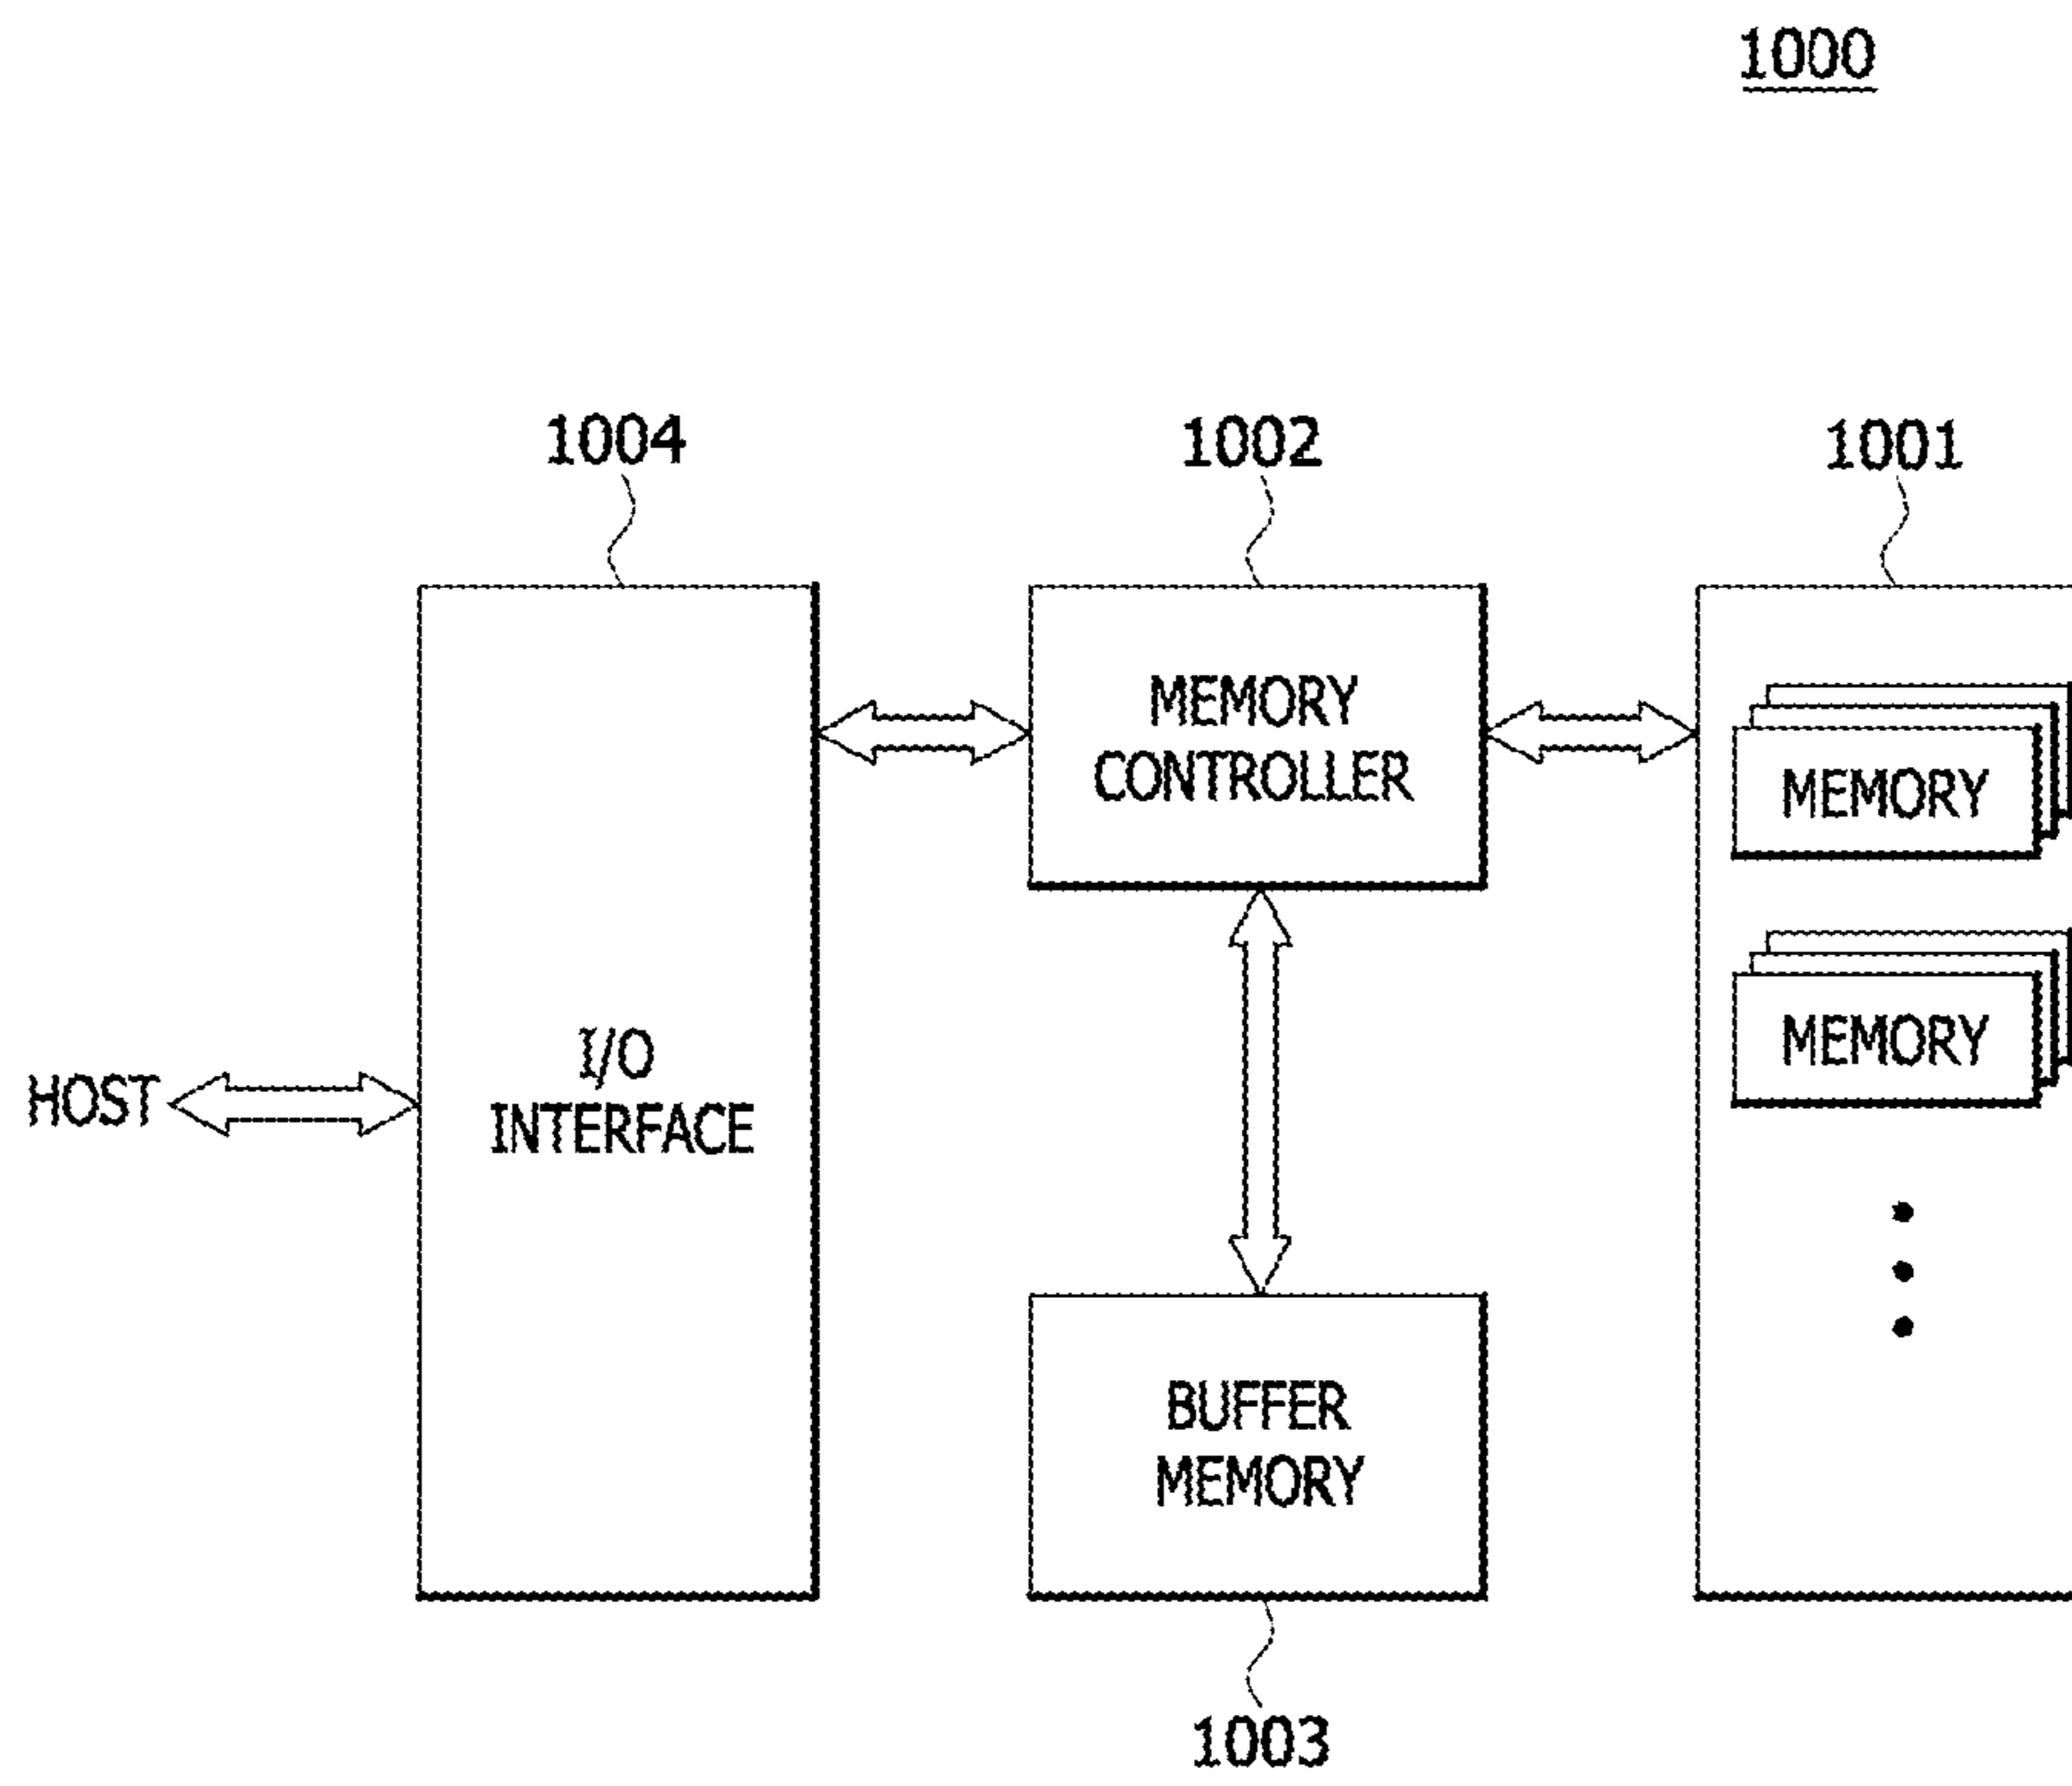 1000
1004
1002
1001
MEMORY
CONTROLLER
MEMORY
MEMORY
I/O
INTERFACE
HOST
BUFFER
MEMORY
1003